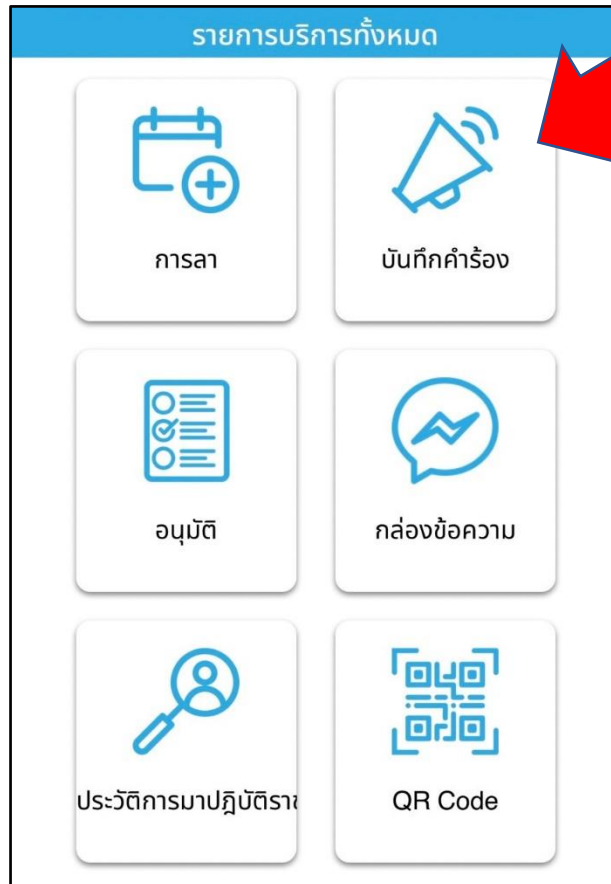 รายการบริการทั้งหมด
การลา
บันทึกคำร้อง
อนุมัติ
กล่องข้อความ
ประวัติการมาปฎิบัติรา
QR Code